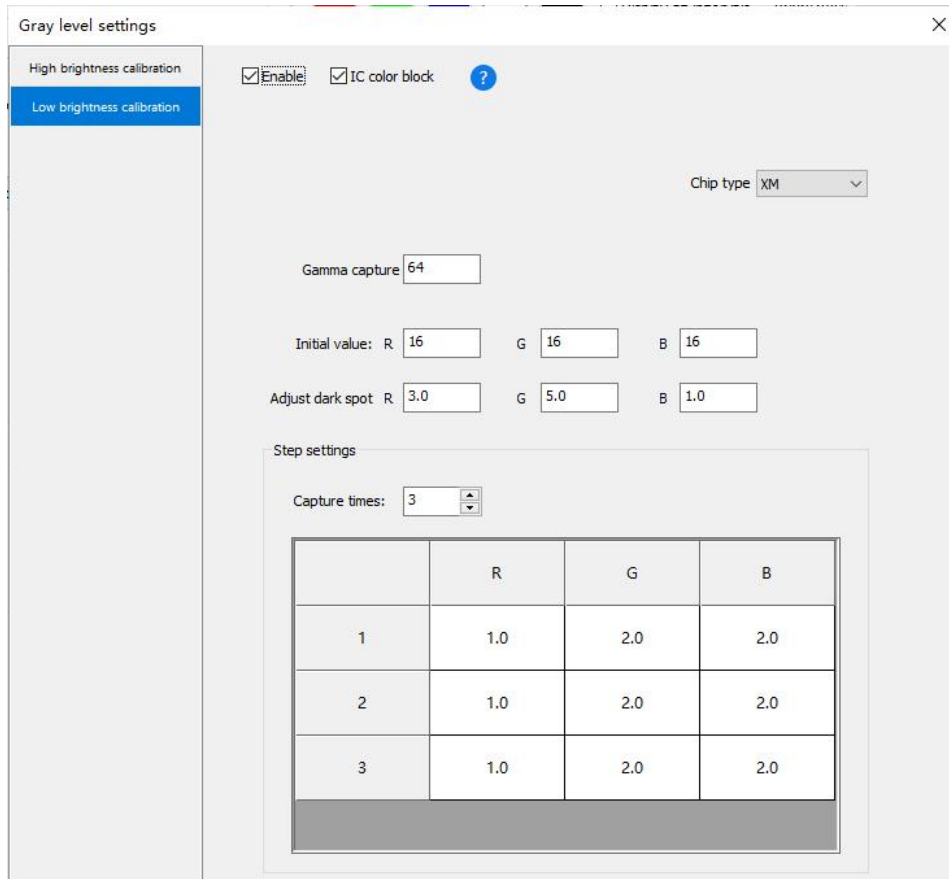 Gray level settings
High brightness calibration
Low brightness calibration
Enable IC color block ?
Chip type XM
Gamma capture 64
Initial value: R 16 G 16 B 16
Adjust dark spot R 3.0 G 5.0 B 1.0
Step settings
Capture times: 3
R G B
1 1.0 2.0 2.0
2 1.0 2.0 2.0
3 1.0 2.0 2.0